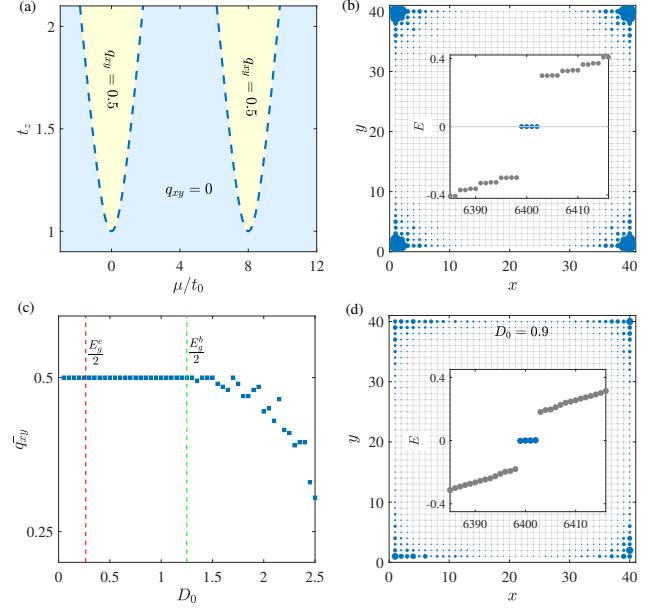 (a)
2
1.5
1
t_z
q_xy = 0.5
q_xy = 0.5
q_xy = 0
0
4
8
12
μ/t_0
(b)
40
30
20
10
0
y
0.4
0
-0.4
E
6390
6400
6410
0
10
20
30
40
x
(c)
0.5
0.25
q̄_xy
E_g^e/2
E_g^b/2
0
0.5
1
1.5
2
2.5
D_0
(d)
D_0 = 0.9
40
30
20
10
0
y
0.4
0
-0.4
E
6390
6400
6410
0
10
20
30
40
x